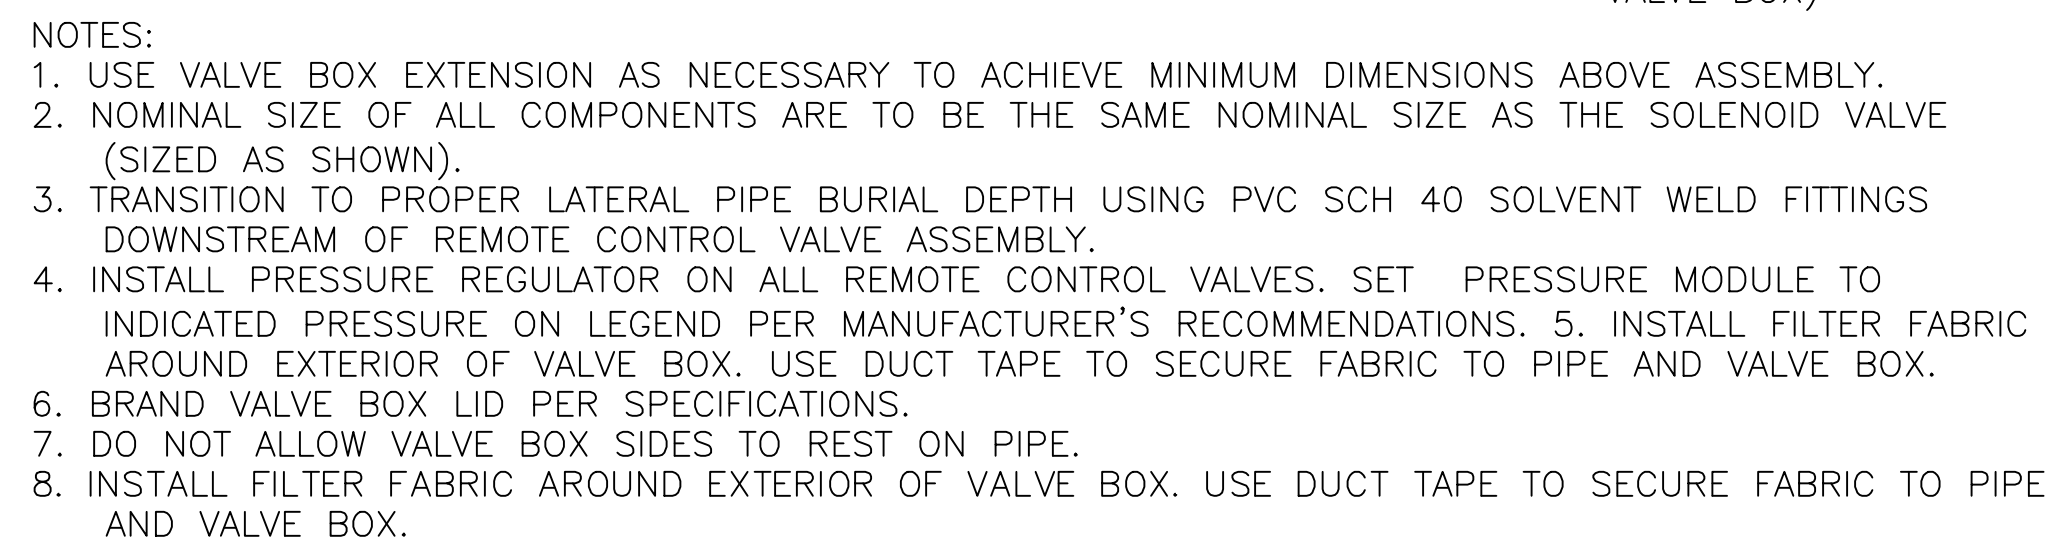 VALVE BOX)
NOTES:
1. USE VALVE BOX EXTENSION AS NECESSARY TO ACHIEVE MINIMUM DIMENSIONS ABOVE ASSEMBLY.
2. NOMINAL SIZE OF ALL COMPONENTS ARE TO BE THE SAME NOMINAL SIZE AS THE SOLENOID VALVE
(SIZED AS SHOWN).
3. TRANSITION TO PROPER LATERAL PIPE BURIAL DEPTH USING PVC SCH 40 SOLVENT WELD FITTINGS
DOWNSTREAM OF REMOTE CONTROL VALVE ASSEMBLY.
4. INSTALL PRESSURE REGULATOR ON ALL REMOTE CONTROL VALVES. SET PRESSURE MODULE TO
INDICATED PRESSURE ON LEGEND PER MANUFACTURER'S RECOMMENDATIONS. 5. INSTALL FILTER FABRIC
AROUND EXTERIOR OF VALVE BOX. USE DUCT TAPE TO SECURE FABRIC TO PIPE AND VALVE BOX.
6. BRAND VALVE BOX LID PER SPECIFICATIONS.
7. DO NOT ALLOW VALVE BOX SIDES TO REST ON PIPE.
8. INSTALL FILTER FABRIC AROUND EXTERIOR OF VALVE BOX. USE DUCT TAPE TO SECURE FABRIC TO PIPE
AND VALVE BOX.